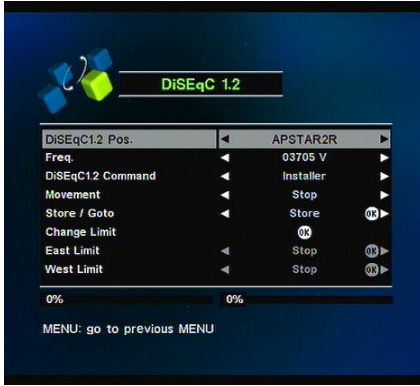 DiSEqC 1.2
DiSEqC1.2 Pos. APSTAR2R
Freq. 03705 V
DiSEqC1.2 Command Installer
Movement Stop
Store / Goto Store OK
Change Limit OK
East Limit Stop OK
West Limit Stop OK
0% 0%
MENU: go to previous MENU